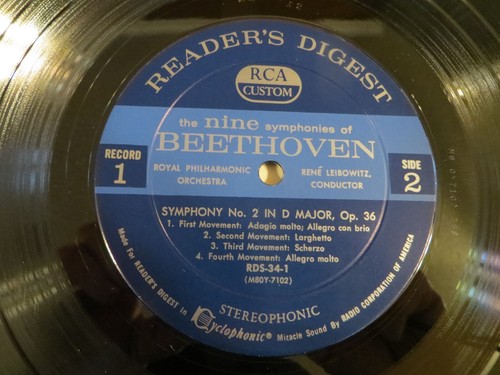 READER'S DIGEST
RCA
CUSTOM
the nine symphonies of
BEETHOVEN
RECORD
1
ROYAL PHILHARMONIC
ORCHESTRA
RENÉ LEIBOWITZ,
CONDUCTOR
SIDE
2
SYMPHONY No. 2 IN D MAJOR, Op. 36
1. First Movement: Adagio molto; Allegro con brio
2. Second Movement: Larghetto
3. Third Movement: Scherzo
4. Fourth Movement: Allegro molto
RDS-34-1
(M80Y-7102)
STEREOPHONIC
Made For READER'S DIGEST in Cyclophonic® Miracle Sound By RADIO CORPORATION OF AMERICA